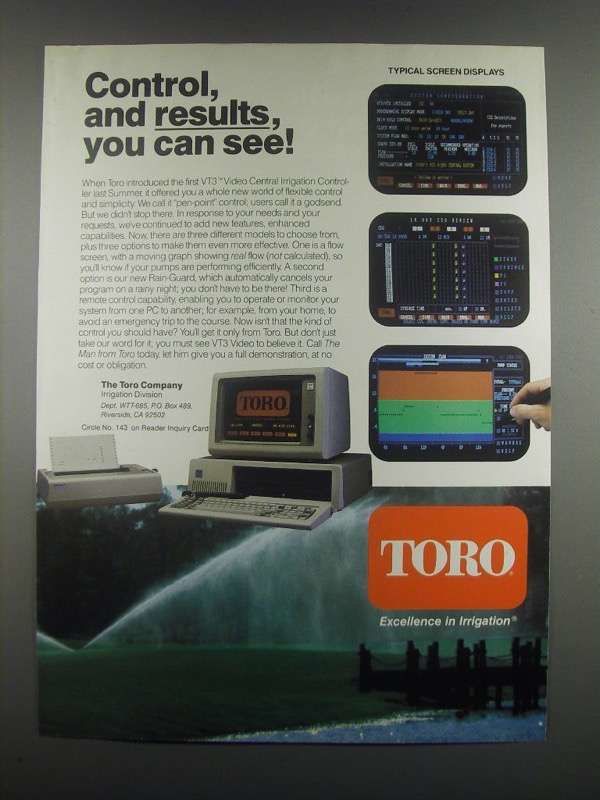 Control,
and results,
you can see!
When Toro introduced the first VT3™ Video Central Irrigation Control-
ler last Summer, it offered you a whole new world of flexible control
and simplicity. We call it "pen-point" control; users call it a godsend.
But we didn't stop there. In response to your needs and your
requests, we've continued to add new features, enhanced
capabilities. Now, there are three different models to choose from,
plus three options to make them even more effective. One is a flow
screen, with a moving graph showing real flow (not calculated), so
you'll know if your pumps are performing efficiently. A second
option is our new Rain-Guard, which automatically cancels your
program on a rainy night; you don't have to be there! Third is a
remote control capability, enabling you to operate or monitor your
system from one PC to another; for example, from your home, to
avoid an emergency trip to the course. Now isn't that the kind of
control you should have? You'll get it only from Toro. But don't just
take our word for it; you must see VT3 Video to believe it. Call The
Man from Toro today, let him give you a full demonstration, at no
cost or obligation.
The Toro Company
Irrigation Division
Dept. WTT-685, P.O. Box 489,
Riverside, CA 92502
Circle No. 143 on Reader Inquiry Card
TYPICAL SCREEN DISPLAYS
SYSTEM CONFIGURATION
TORO
TORO®
Excellence in Irrigation®